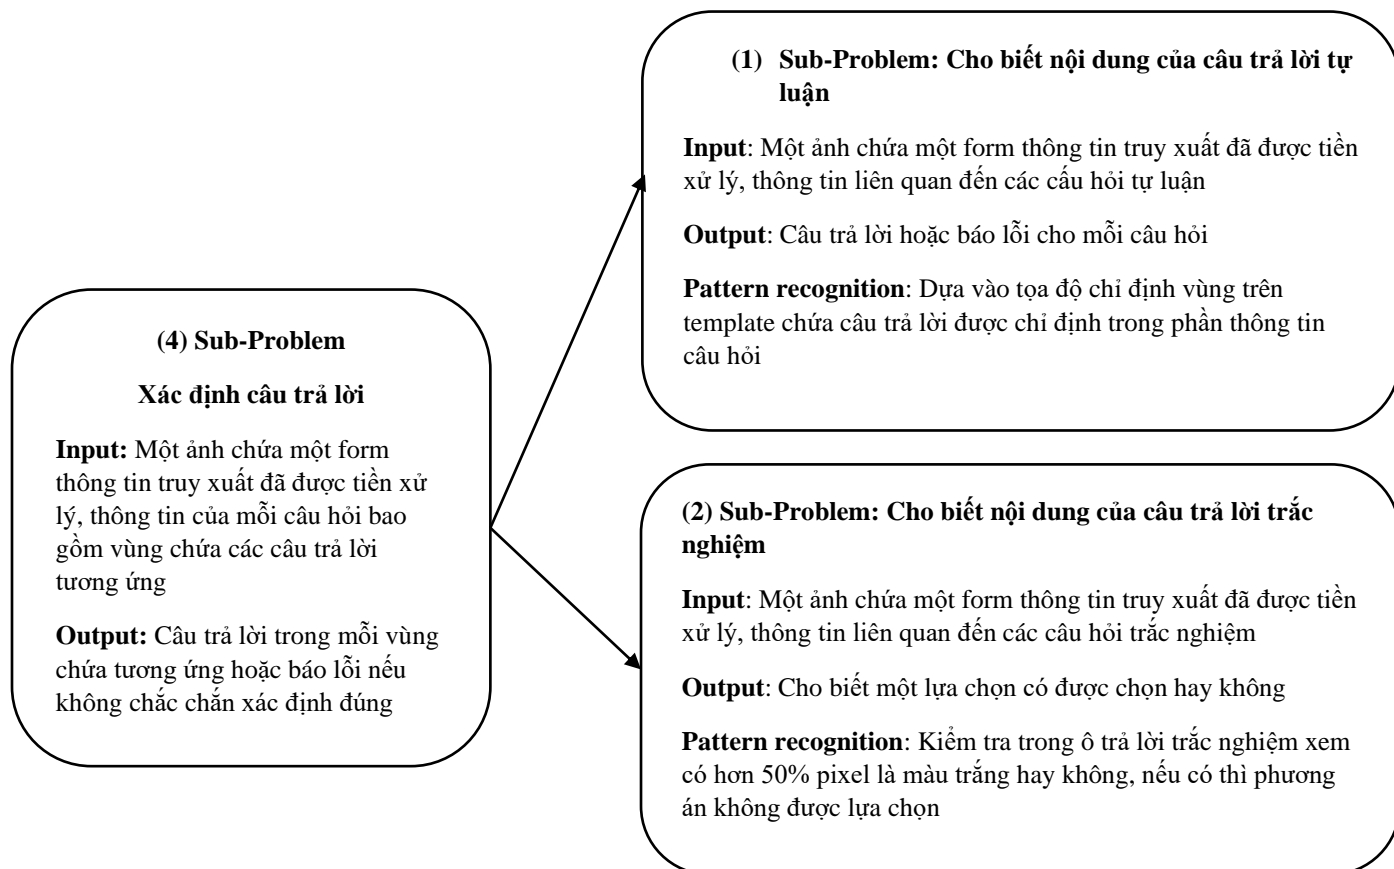 (4) Sub-Problem
Xác định câu trả lời
Input: Một ảnh chứa một form
thông tin truy xuất đã được tiền xử
lý, thông tin của mỗi câu hỏi bao
gồm vùng chứa các câu trả lời
tương ứng
Output: Câu trả lời trong mỗi vùng
chứa tương ứng hoặc báo lỗi nếu
không chắc chắn xác định đúng
(1) Sub-Problem: Cho biết nội dung của câu trả lời tự
luận
Input: Một ảnh chứa một form thông tin truy xuất đã được tiền
xử lý, thông tin liên quan đến các cấu hỏi tự luận
Output: Câu trả lời hoặc báo lỗi cho mỗi câu hỏi
Pattern recognition: Dựa vào tọa độ chỉ định vùng trên
template chứa câu trả lời được chỉ định trong phần thông tin
câu hỏi
(2) Sub-Problem: Cho biết nội dung của câu trả lời trắc
nghiệm
Input: Một ảnh chứa một form thông tin truy xuất đã được tiền
xử lý, thông tin liên quan đến các câu hỏi trắc nghiệm
Output: Cho biết một lựa chọn có được chọn hay không
Pattern recognition: Kiểm tra trong ô trả lời trắc nghiệm xem
có hơn 50% pixel là màu trắng hay không, nếu có thì phương
án không được lựa chọn